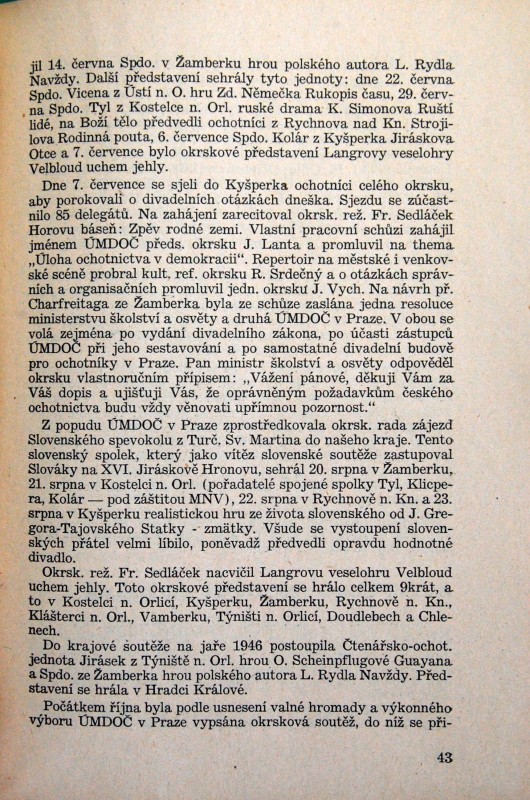 jil 14. června Spdo. v Žamberku hrou polského autora L. Rydla
Navždy. Další představení sehrály tyto jednoty: dne 22. června
Spdo. Vicena z Ústí n. O. hru Zd. Němečka Rukopis času, 29. červ-
na Spdo. Tyl z Kostelce n. Orl. ruské drama K. Simonova Ruští
lidé, na Boží tělo předvedli ochotníci z Rychnova nad Kn. Stroji-
lova Rodinná pouta, 6. července Spdo. Kolár z Kyšperka Jiráskova
Otce a 7. července bylo okrskové představení Langrovy veselohry
Velbloud uchem jehly.
Dne 7. července se sjeli do Kyšperka ochotníci celého okrsku,
aby porokovali o divadelních otázkách dneška. Sjezdu se zúčast-
nilo 85 delegátů. Na zahájení zarecitoval okrsk. rež. Fr. Sedláček
Horovu báseň: Zpěv rodné zemi. Vlastní pracovní schůzi zahájil
jménem ÚMDOČ předs. okrsku J. Lanta a promluvil na thema
„Úloha ochotnictva v demokracii". Repertoir na městské i venkov-
ské scéně probral kult. ref. okrsku R. Srdečný a o otázkách správ-
ních a organisačních promluvil jedn. okrsku J. Vych. Na návrh př.
Charfreitaga ze Žamberka byla ze schůze zaslána jedna resoluce
ministerstvu školství a osvěty a druhá ÚMDOČ v Praze. V obou se
volá zejména po vydání divadelního zákona, po účasti zástupců
ÚMDOČ při jeho sestavování a po samostatné divadelní budově
pro ochotníky v Praze. Pan ministr školství a osvěty odpověděl
okrsku vlastnoručním přípisem: „Vážení pánové, děkuji Vám za
Váš dopis a ujišťuji Vás, že oprávněným požadavkům českého
ochotnictva budu vždy věnovati upřímnou pozornost."
Z popudu ÚMDOČ v Praze zprostředkovala okrsk. rada zájezd
Slovenského spevokolu z Turč. Sv. Martina do našeho kraje. Tento
slovenský spolek, který jako vítěz slovenské soutěže zastupoval
Slováky na XVI. Jiráskově Hronovu, sehrál 20. srpna v Žamberku,
21. srpna v Kostelci n. Orl. (pořadatélé spojené spolky Tyl, Klicpe-
ra, Kolár — pod záštitou MNV), 22. srpna v Rychnově n. Kn. a 23.
srpna v Kyšperku realistickou hru ze života slovenského od J. Gre-
gora-Tajovského Statky - zmätky. Všude se vystoupení sloven-
ských přátel velmi líbilo, poněvadž předvedli opravdu hodnotné
divadlo.
Okrsk. rež. Fr. Sedláček nacvičil Langrovu veselohru Velbloud
uchem jehly. Toto okrskové představení se hrálo celkem 9krát, a
to v Kostelci n. Orlicí, Kyšperku, Žamberku, Rychnově n. Kn.,
Klášterci n. Orl., Vamberku, Týništi n. Orlicí, Doudlebech a Chle-
nech.
Do krajové soutěže na jaře 1946 postoupila Čtenářsko-ochot.
jednota Jirásek z Týniště n. Orl. hrou O. Scheinpflugové Guayana
a Spdo. ze Žamberka hrou polského autora L. Rydla Navždy. Před-
stavení se hrála v Hradci Králové.
Počátkem října byla podle usnesení valné hromady a výkonného
výboru ÚMDOČ v Praze vypsána okrsková soutěž, do níž se při-
43